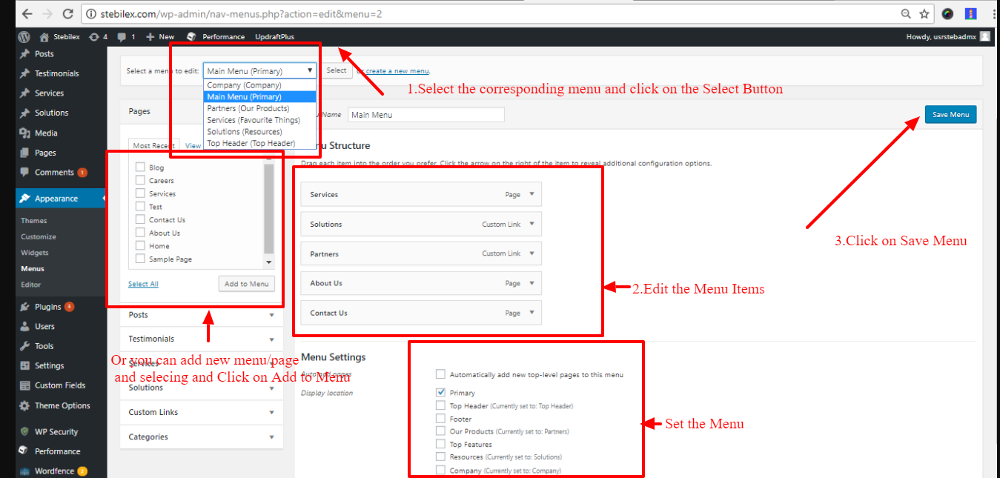 stebilex.com/wp-admin/nav-menus.php?action=edit&menu=2
Stebilex 4 1 + New Performance UpdraftPlus Howdy, usrstebadmx
Posts
Testimonials
Services
Solutions
Media
Pages
Comments 1
Appearance
Themes
Customize
Widgets
Menus
Editor
Plugins 3
Users
Tools
Settings
Custom Fields
Theme Options
WP Security
Performance
Wordfence 2
Select a menu to edit: Main Menu (Primary) Select or create a new menu.
Company (Company)
Main Menu (Primary)
Partners (Our Products)
Services (Favourite Things)
Solutions (Resources)
Top Header (Top Header)
1.Select the corresponding menu and click on the Select Button
Pages
Most Recent View
Blog
Careers
Services
Test
Contact Us
About Us
Home
Sample Page
Select All Add to Menu
Posts
Testimonials
Services
Solutions
Custom Links
Categories
Or you can add new menu/page
and selecing and Click on Add to Menu
Name Main Menu Save Menu
3.Click on Save Menu
Menu Structure
Drag each item into the order you prefer. Click the arrow on the right of the item to reveal additional configuration options.
Services Page
Solutions Custom Link
Partners Custom Link
About Us Page
Contact Us Page
2.Edit the Menu Items
Menu Settings
Auto add pages Automatically add new top-level pages to this menu
Display location Primary
Top Header (Currently set to: Top Header)
Footer
Our Products (Currently set to: Partners)
Top Features
Resources (Currently set to: Solutions)
Company (Currently set to: Company)
Set the Menu